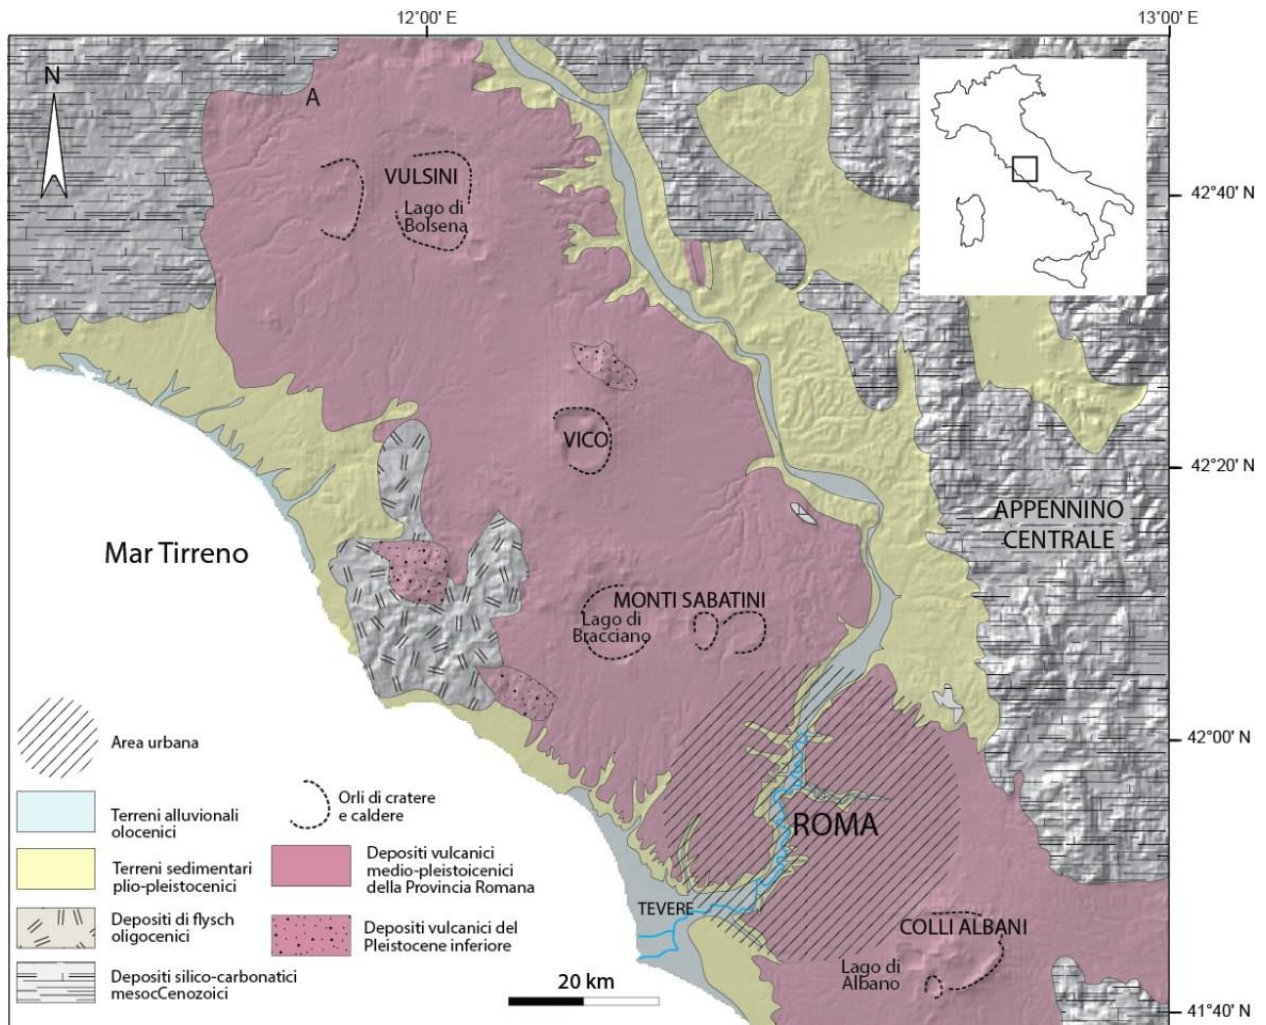 12°00' E
13°00' E
N
A
VULSINI
Lago di
Bolsena
42°40' N
VICO
42°20' N
APPENNINO
CENTRALE
Mar Tirreno
MONTI SABATINI
Lago di
Bracciano
42°00' N
ROMA
TEVERE
COLLI ALBANI
Lago di
Albano
41°40' N
20 km
Area urbana
Terreni alluvionali
olocenici
Terreni sedimentari
plio-pleistocenici
Depositi di flysch
oligocenici
Depositi silico-carbonatici
mesocCenozoici
Orli di cratere
e caldere
Depositi vulcanici
medio-pleistoicenici
della Provincia Romana
Depositi vulcanici del
Pleistocene inferiore